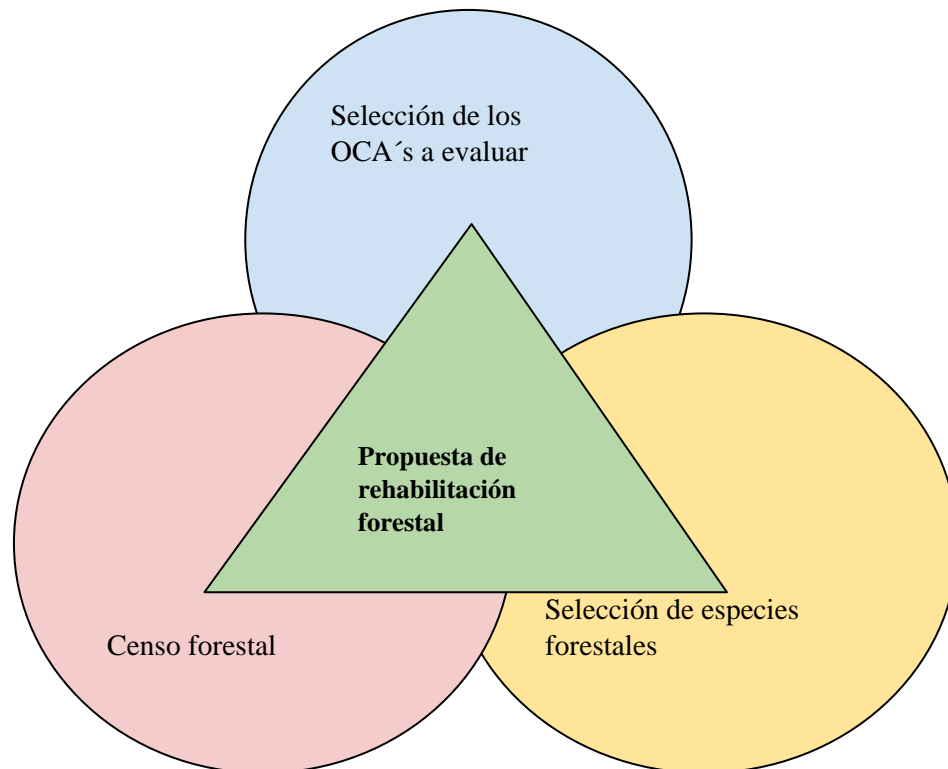 Selección de los
OCA´s a evaluar
Propuesta de
rehabilitación
forestal
Censo forestal
Selección de especies
forestales